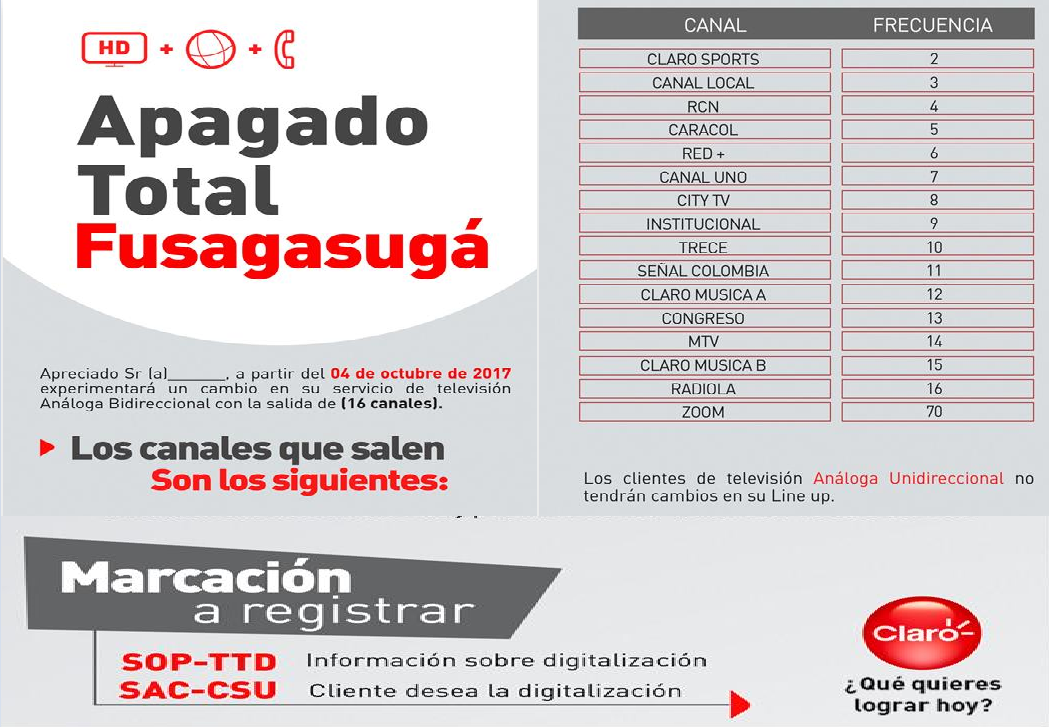 HD
Apagado
Total
Fusagasugá
Apreciado Sr (a)______, a partir del 04 de octubre de 2017
experimentará un cambio en su servicio de televisión
Análoga Bidireccional con la salida de (16 canales).
Los canales que salen
Son los siguientes:
CANAL FRECUENCIA
CLARO SPORTS 2
CANAL LOCAL 3
RCN 4
CARACOL 5
RED + 6
CANAL UNO 7
CITY TV 8
INSTITUCIONAL 9
TRECE 10
SEÑAL COLOMBIA 11
CLARO MUSICA A 12
CONGRESO 13
MTV 14
CLARO MUSICA B 15
RADIOLA 16
ZOOM 70
Los clientes de televisión Análoga Unidireccional no
tendrán cambios en su Line up.
Marcación
a registrar
SOP-TTD Información sobre digitalización
SAC-CSU Cliente desea la digitalización
Claro
¿Qué quieres
lograr hoy?